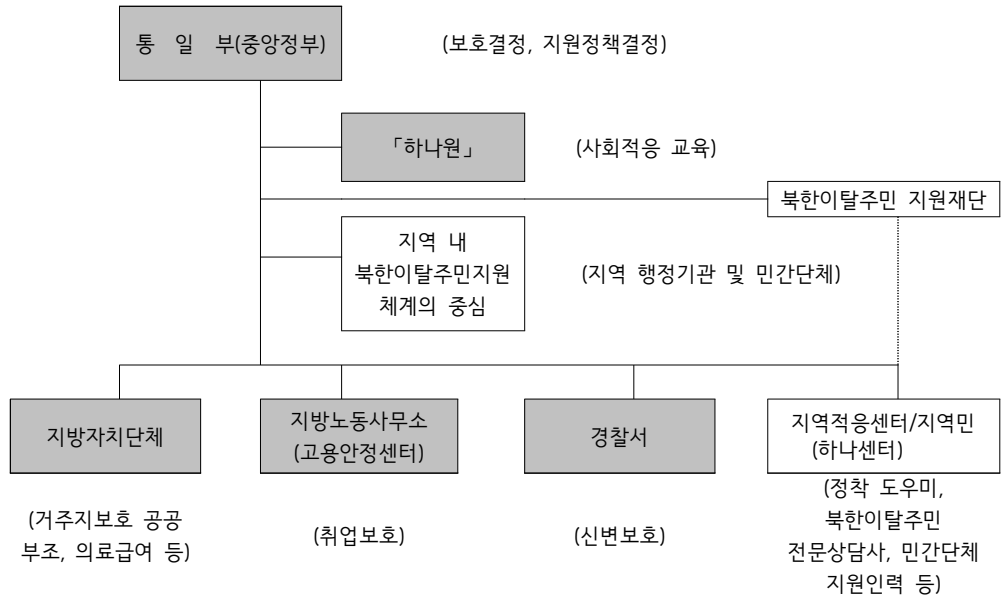 통 일 부(중앙정부)
(보호결정, 지원정책결정)
「하나원」
(사회적응 교육)
북한이탈주민 지원재단
지역 내
북한이탈주민지원
체계의 중심
(지역 행정기관 및 민간단체)
지방자치단체
지방노동사무소
(고용안정센터)
경찰서
지역적응센터/지역민
(하나센터)
(거주지보호 공공
부조, 의료급여 등)
(취업보호)
(신변보호)
(정착 도우미,
북한이탈주민
전문상담사, 민간단체
지원인력 등)